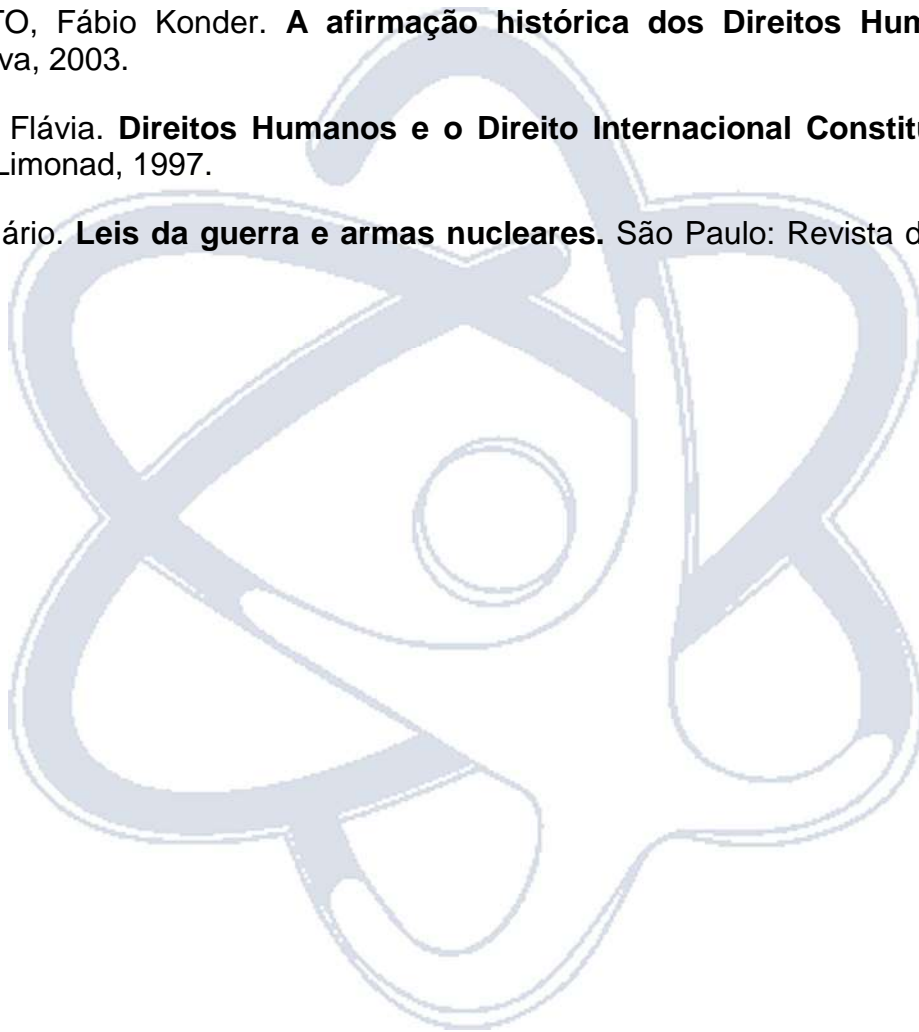 TO, Fábio Konder. A afirmação histórica dos Direitos Hum
va, 2003.
Flávia. Direitos Humanos e o Direito Internacional Constitu
Limonad, 1997.
ário. Leis da guerra e armas nucleares. São Paulo: Revista d